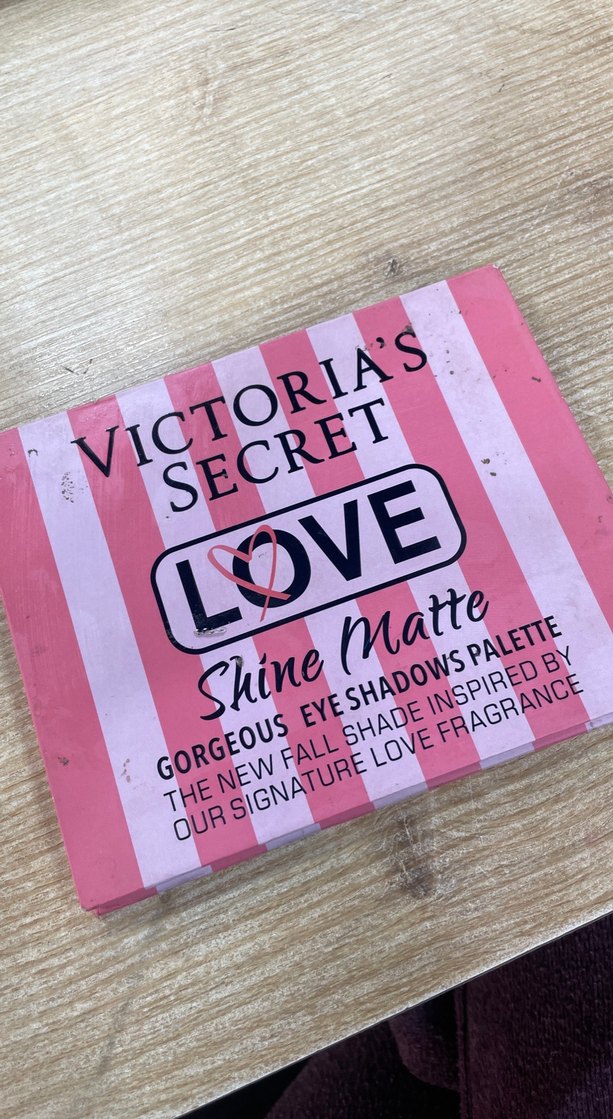 VICTORIA'S
SECRET
LOVE
Shine Matte
GORGEOUS EYE SHADOWS PALETTE
THE NEW FALL SHADE INSPIRED BY
OUR SIGNATURE LOVE FRAGRANCE